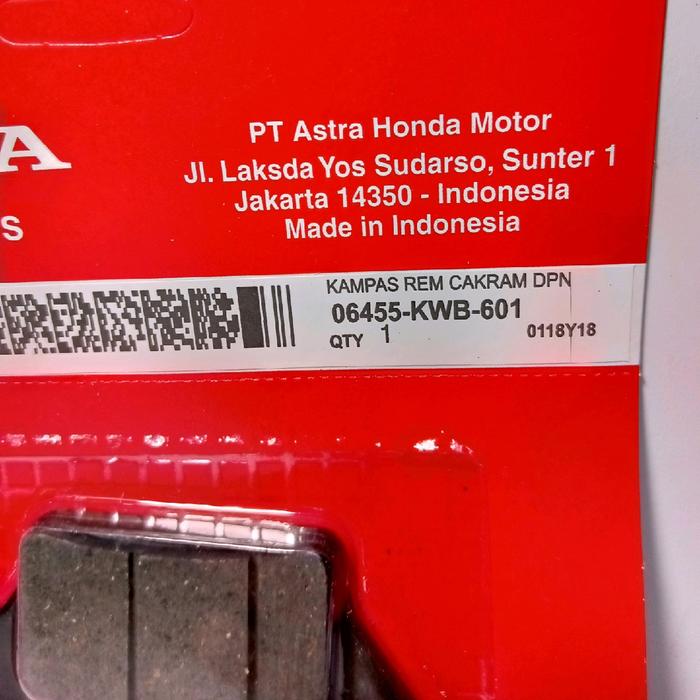 A
PT Astra Honda Motor
Jl. Laksda Yos Sudarso, Sunter 1
Jakarta 14350 - Indonesia
Made in Indonesia
S
KAMPAS REM CAKRAM DPN
06455-KWB-601
QTY 1 0118Y18